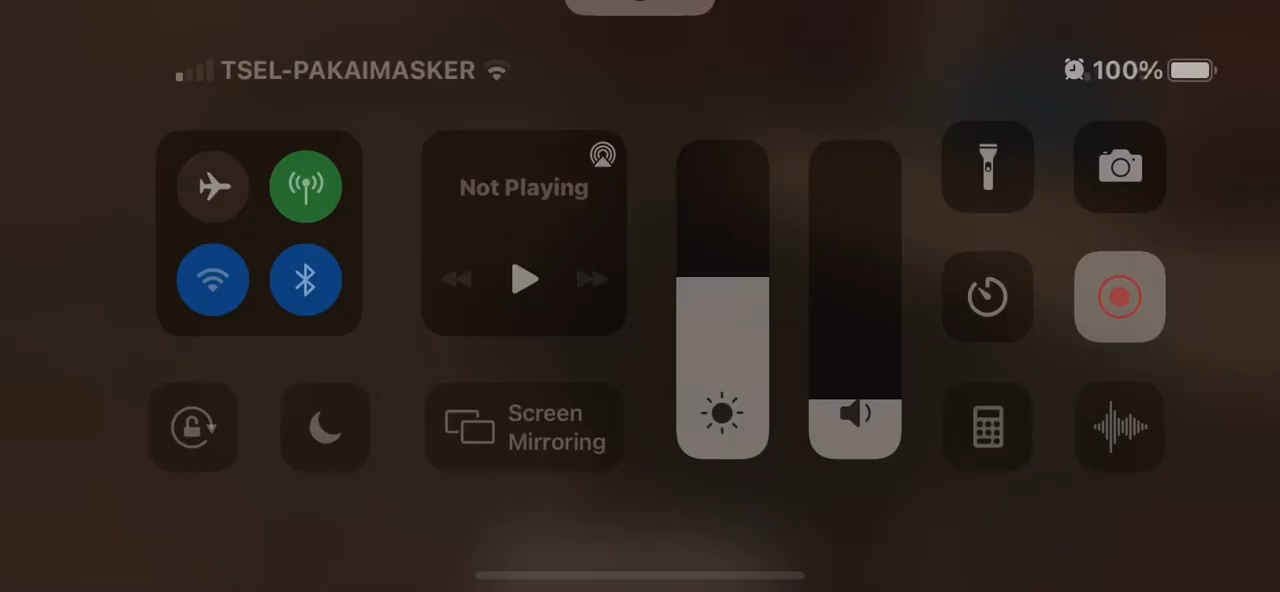 TSEL-PAKAIMASKER
100%
Not Playing
Screen
Mirroring